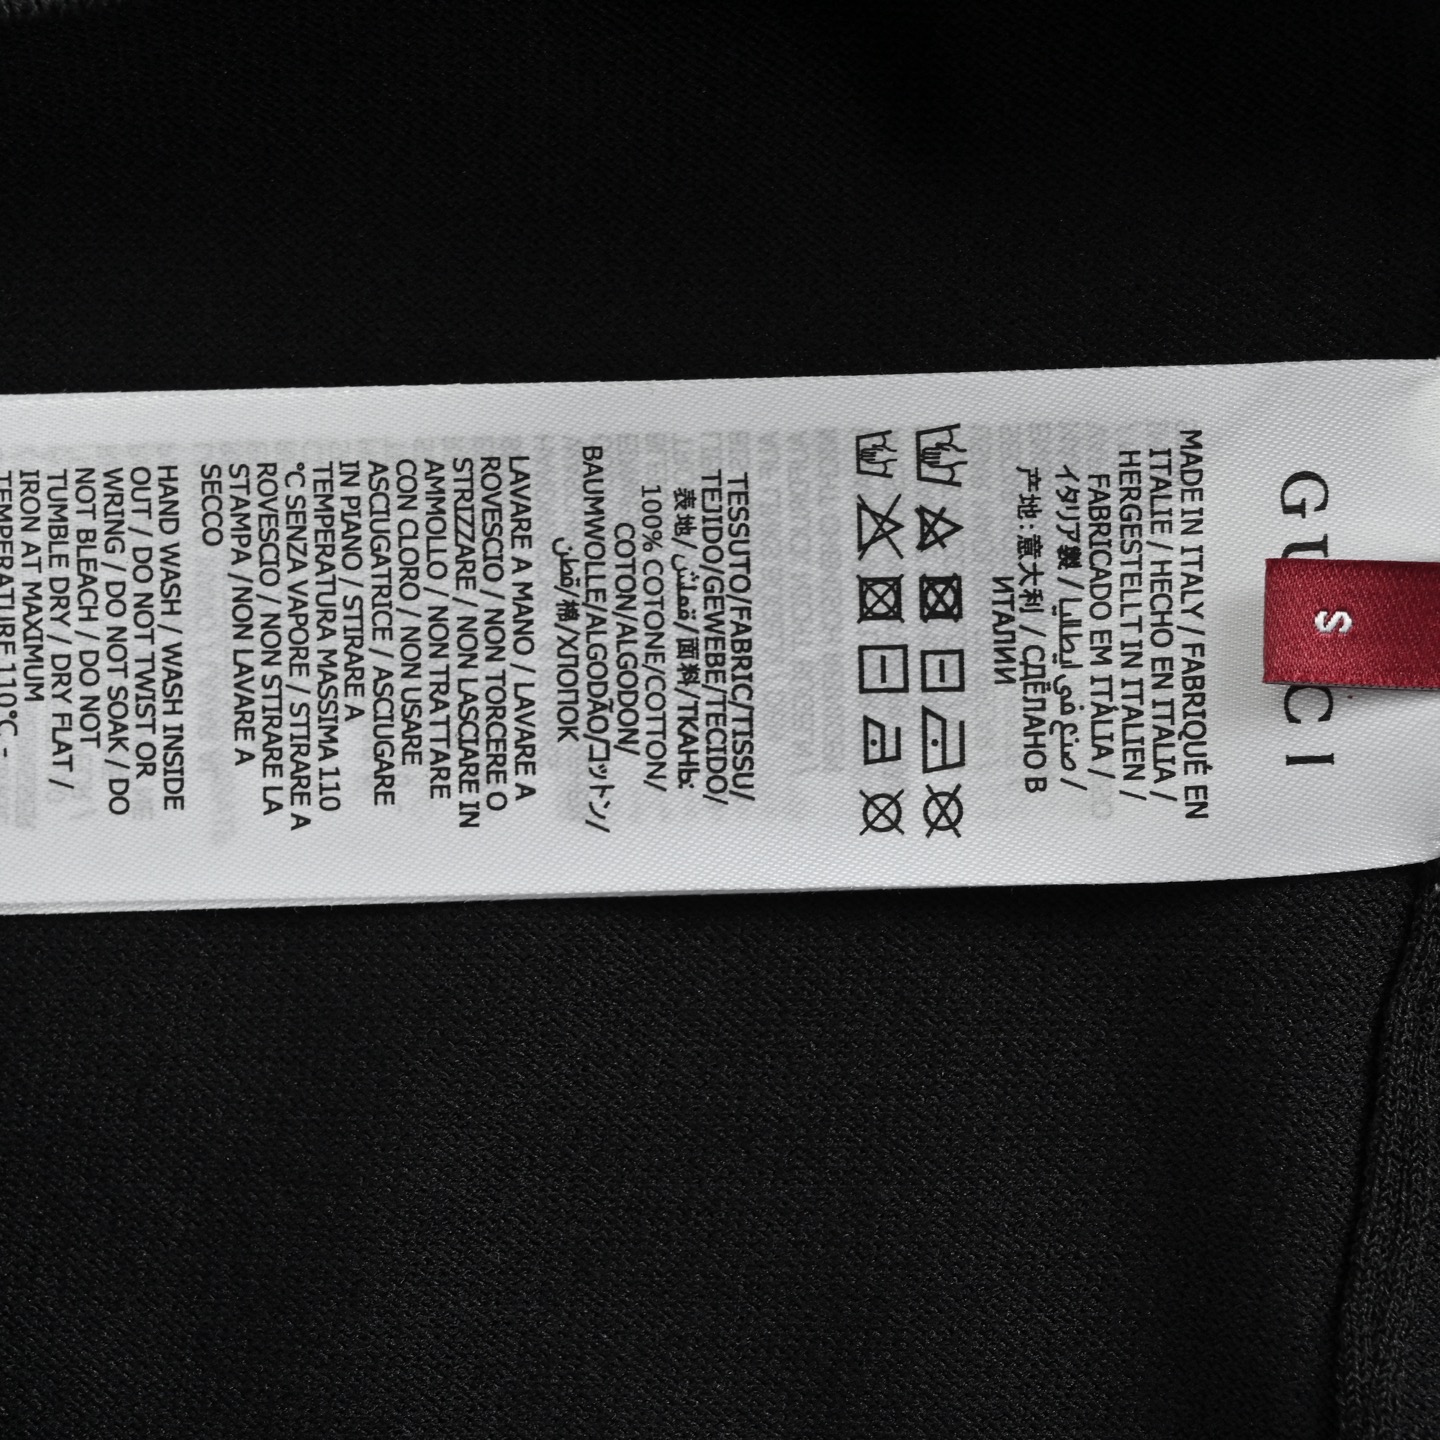 GUCCI
S
MADE IN ITALY / FABRIQUÉ EN
ITALIE / HECHO EN ITALIA /
HERGESTELLT IN ITALIEN /
FABRICADO EM ITÁLIA /
イタリア製 / صنع في إيطاليا /
产地:意大利 / СДЕЛАНО В
ИТАЛИИ
TESSUTO/FABRIC/TISSU/
TEJIDO/GEWEBE/TECIDO/
表地/قماش/面料/ТКАНЬ:
100% COTONE/COTTON/
COTON/ALGODON/
BAUMWOLLE/ALGODÃO/コットン/
قطن/棉/ХЛОПОК
LAVARE A MANO / LAVARE A
ROVESCIO / NON TORCERE O
STRIZZARE / NON LASCIARE IN
AMMOLLO / NON TRATTARE
CON CLORO / NON USARE
ASCIUGATRICE / ASCIUGARE
IN PIANO / STIRARE A
TEMPERATURA MASSIMA 110
°C SENZA VAPORE / STIRARE A
ROVESCIO / NON STIRARE LA
STAMPA /NON LAVARE A
SECCO
HAND WASH / WASH INSIDE
OUT / DO NOT TWIST OR
WRING / DO NOT SOAK / DO
NOT BLEACH / DO NOT
TUMBLE DRY / DRY FLAT /
IRON AT MAXIMUM
TEMPERATURE 110°C -